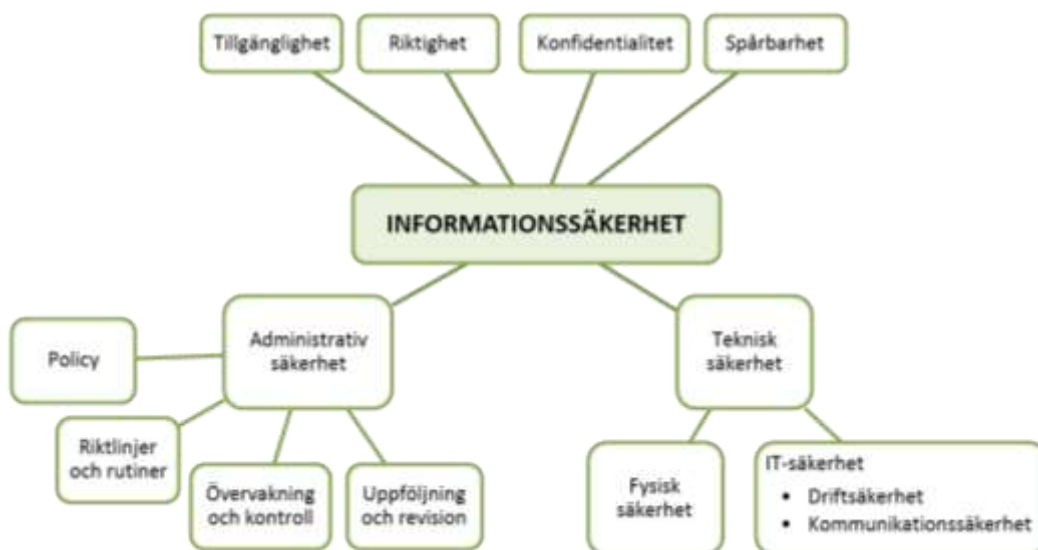 Tillgänglighet
Riktighet
Konfidentialitet
Spårbarhet
INFORMATIONSSÄKERHET
Administrativ
säkerhet
Teknisk
säkerhet
Policy
Riktlinjer
och rutiner
Övervakning
och kontroll
Uppföljning
och revision
Fysisk
säkerhet
IT-säkerhet
• Driftsäkerhet
• Kommunikationssäkerhet